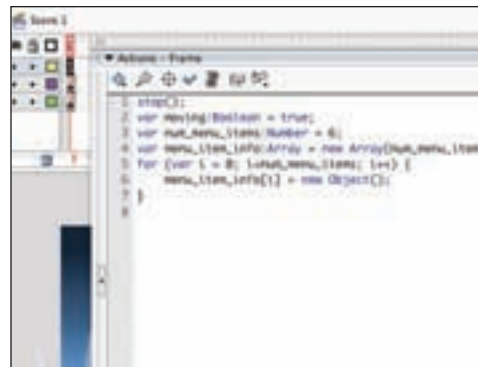 Scene 1
Actions - Frame
1 stop();
2 var moving:Boolean = true;
3 var num_menu_items:Number = 6;
4 var menu_item_info:Array = new Array(num_menu_item
5 for (var i = 0; i<num_menu_items; i++) {
6 menu_item_info[i] = new Object();
7 }
8